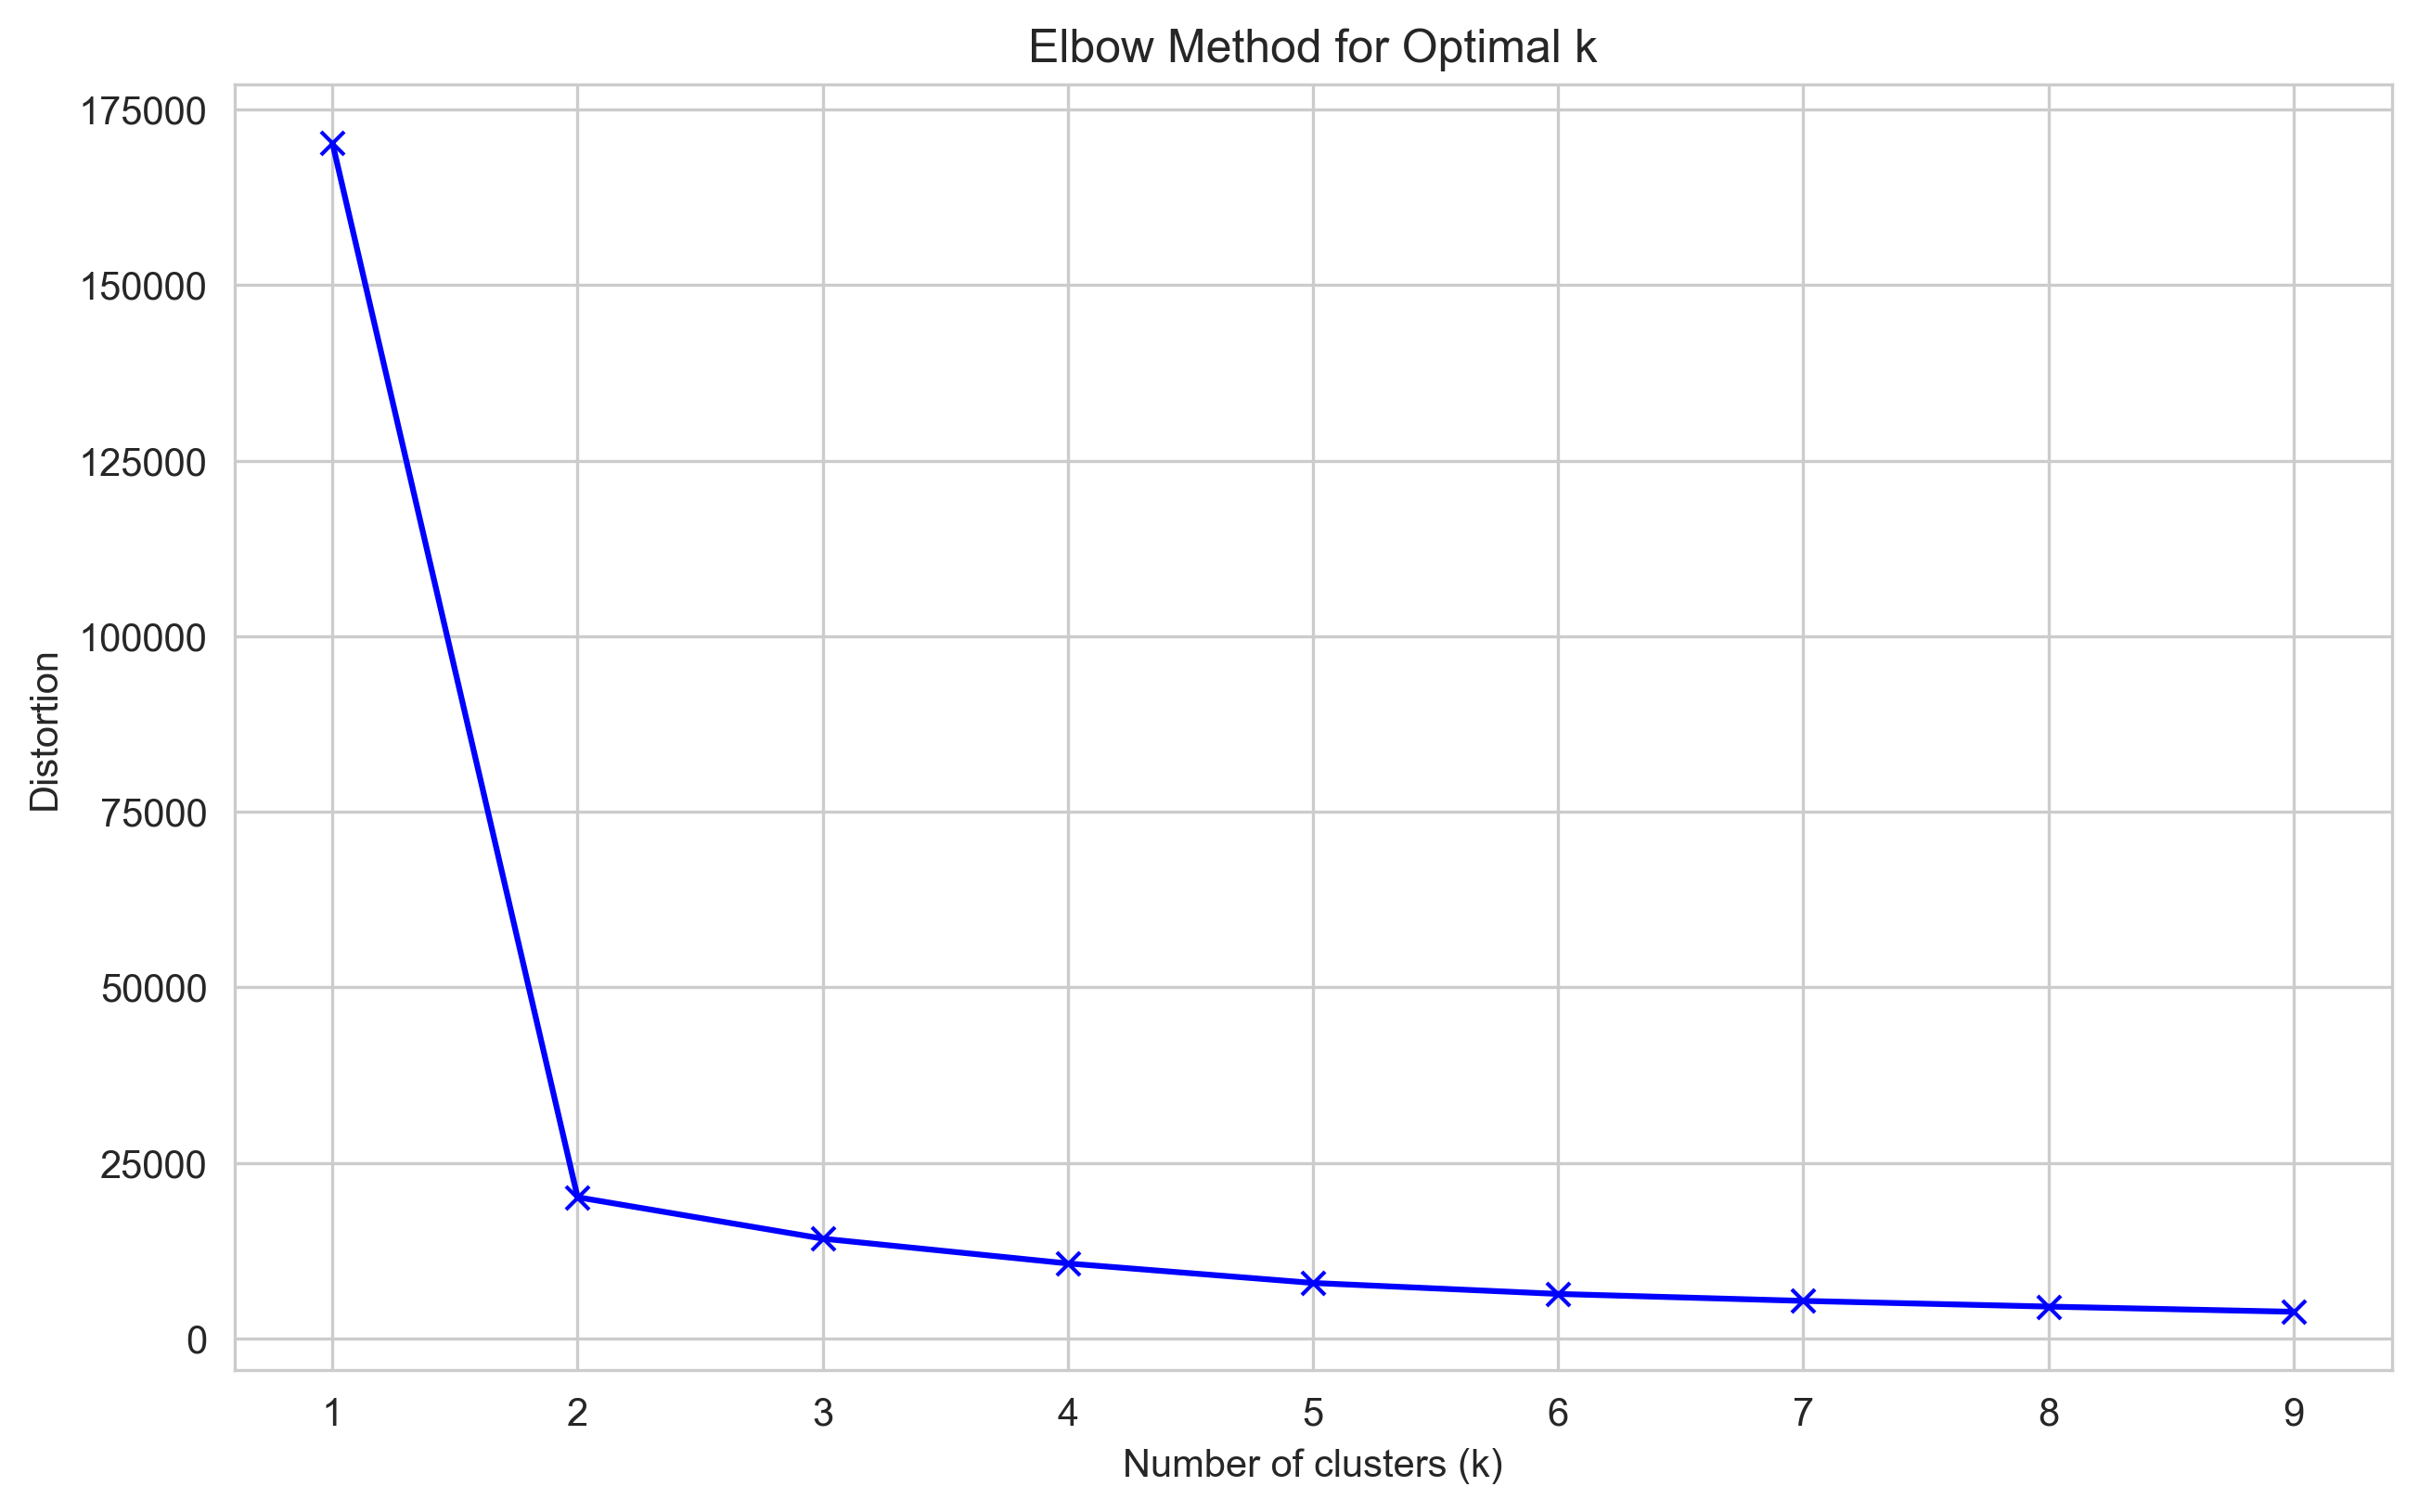 Elbow Method for Optimal k
175000
150000
125000
100000
75000
50000
25000
0
Distortion
1 2 3 4 5 6 7 8 9
Number of clusters (k)